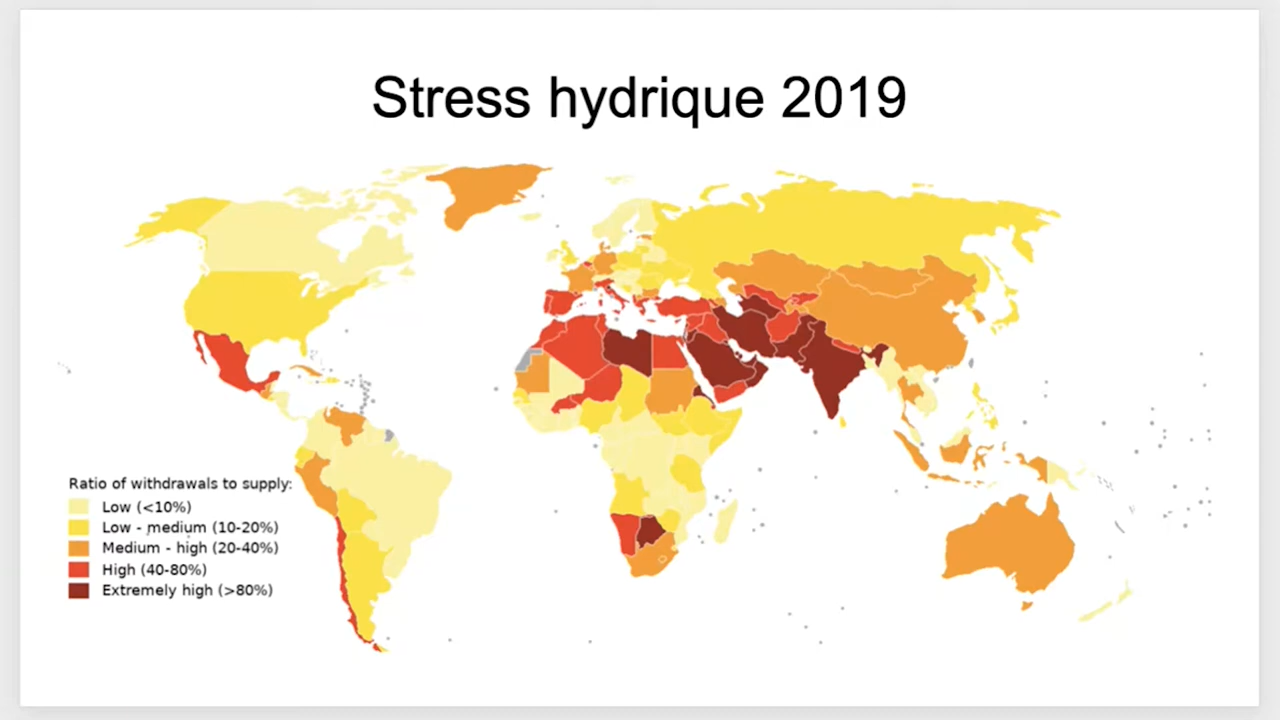 Stress hydrique 2019
Ratio of withdrawals to supply:
Low (<10%)
Low - medium (10-20%)
Medium - high (20-40%)
High (40-80%)
Extremely high (>80%)